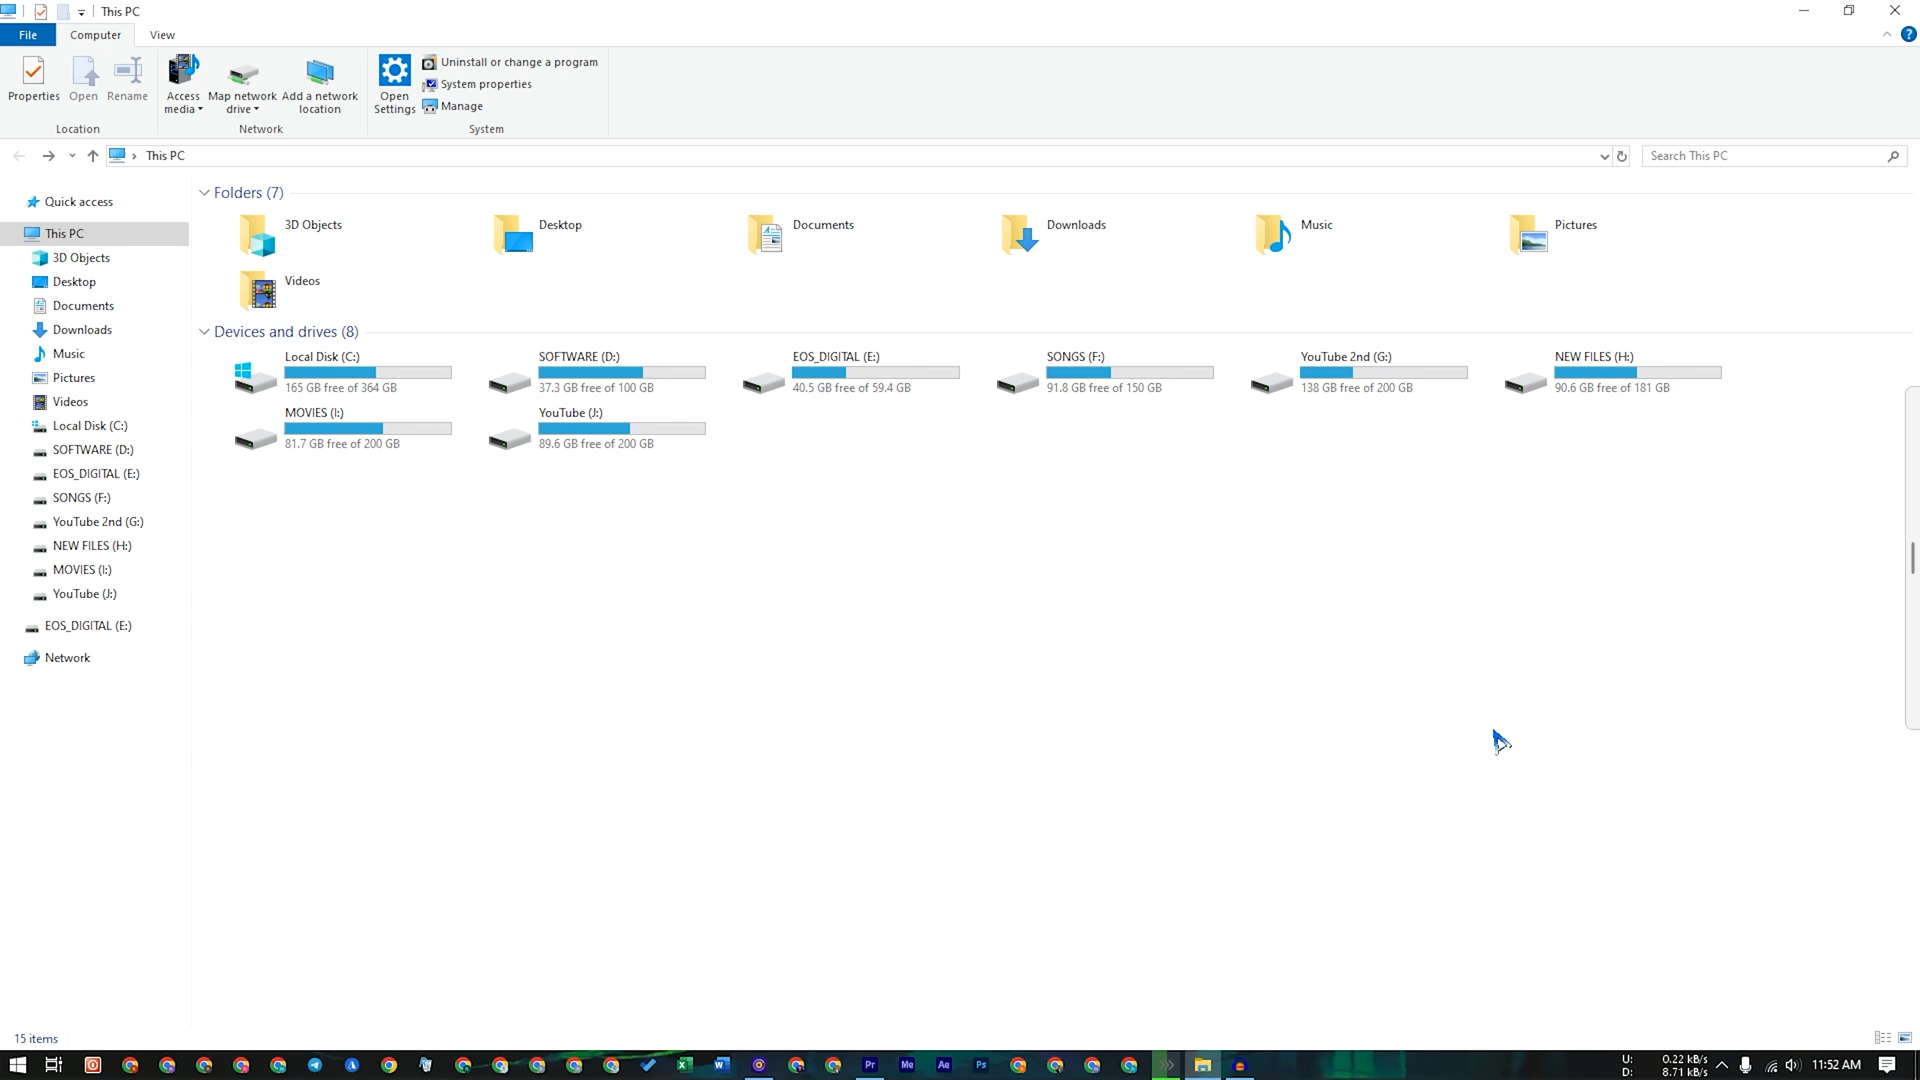 This PC
File Computer View
Properties Open Rename Access media Map network drive Add a network location Open Settings Uninstall or change a program
System properties
Manage
Location Network System
This PC Search This PC
Quick access
This PC
3D Objects
Desktop
Documents
Downloads
Music
Pictures
Videos
Local Disk (C:)
SOFTWARE (D:)
EOS_DIGITAL (E:)
SONGS (F:)
YouTube 2nd (G:)
NEW FILES (H:)
MOVIES (I:)
YouTube (J:)
EOS_DIGITAL (E:)
Network
Folders (7)
3D Objects Desktop Documents Downloads Music Pictures
Videos
Devices and drives (8)
Local Disk (C:) SOFTWARE (D:) EOS_DIGITAL (E:) SONGS (F:) YouTube 2nd (G:) NEW FILES (H:)
165 GB free of 364 GB 37.3 GB free of 100 GB 40.5 GB free of 59.4 GB 91.8 GB free of 150 GB 138 GB free of 200 GB 90.6 GB free of 181 GB
MOVIES (I:) YouTube (J:)
81.7 GB free of 200 GB 89.6 GB free of 200 GB
15 items
Pr Me Ae Ps
U: 0.22 kB/s
D: 8.71 kB/s
11:52 AM